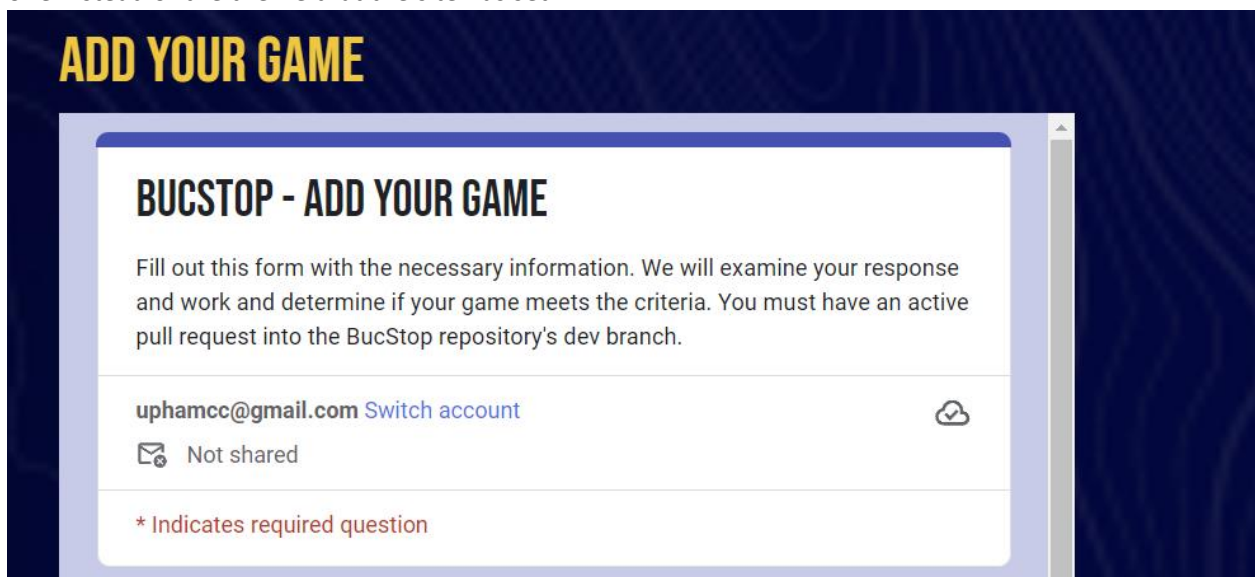 ADD YOUR GAME
BUCSTOP - ADD YOUR GAME
Fill out this form with the necessary information. We will examine your response
and work and determine if your game meets the criteria. You must have an active
pull request into the BucStop repository's dev branch.
uphamcc@gmail.com Switch account
Not shared
* Indicates required question